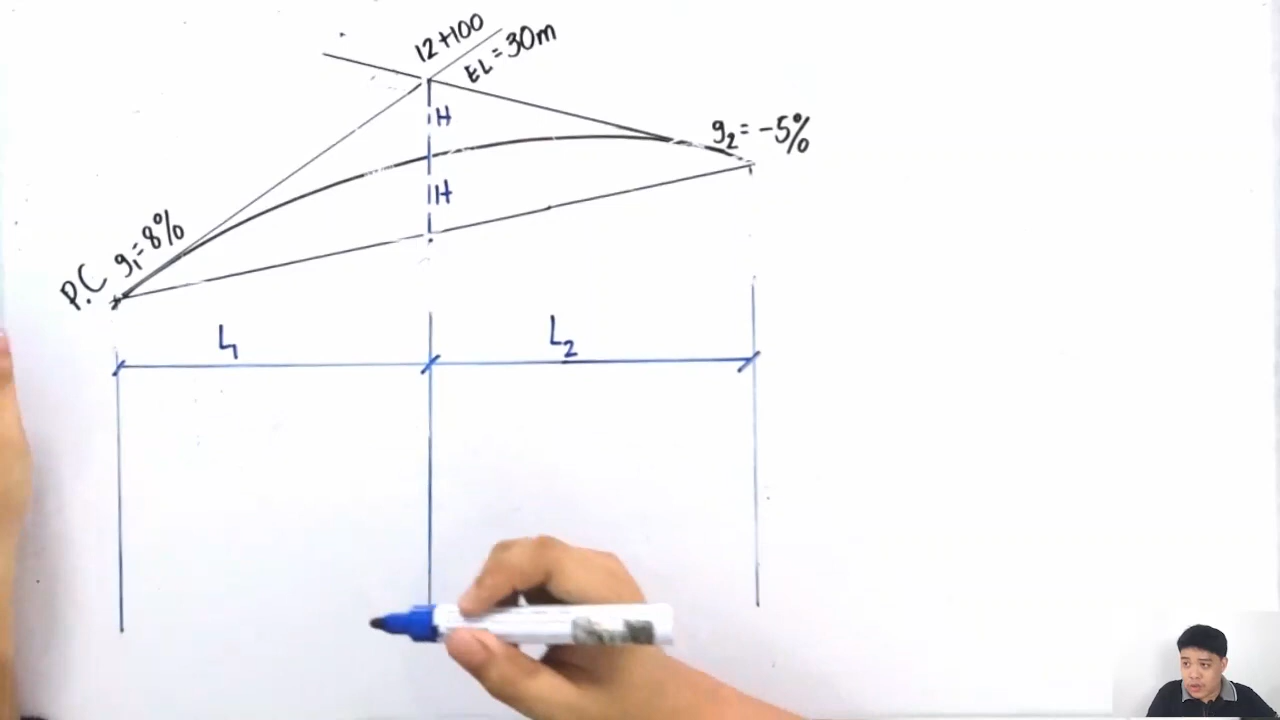 12+100
EL = 30m
H
g₂ = -5%
H
g₁ = 8%
P.C
L₁
L₂